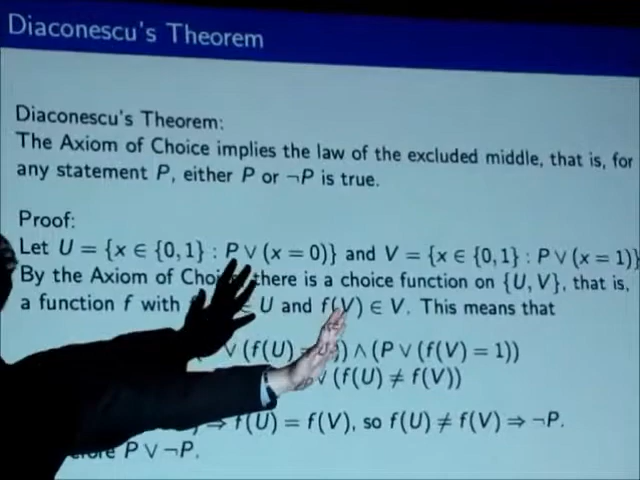 Diaconescu's Theorem
Diaconescu's Theorem:
The Axiom of Choice implies the law of the excluded middle, that is, for
any statement P, either P or ¬P is true.
Proof:
Let U = {x ∈ {0,1} : P ∨ (x = 0)} and V = {x ∈ {0,1} : P ∨ (x = 1)}
By the Axiom of Choi there is a choice function on {U, V}, that is,
a function f with ∈ U and f(V) ∈ V. This means that
∨ (f(U) = )) ∧ (P ∨ (f(V) = 1))
∨ (f(U) ≠ f(V))
⇒ f(U) = f(V), so f(U) ≠ f(V) ⇒ ¬P.
P ∨ ¬P.